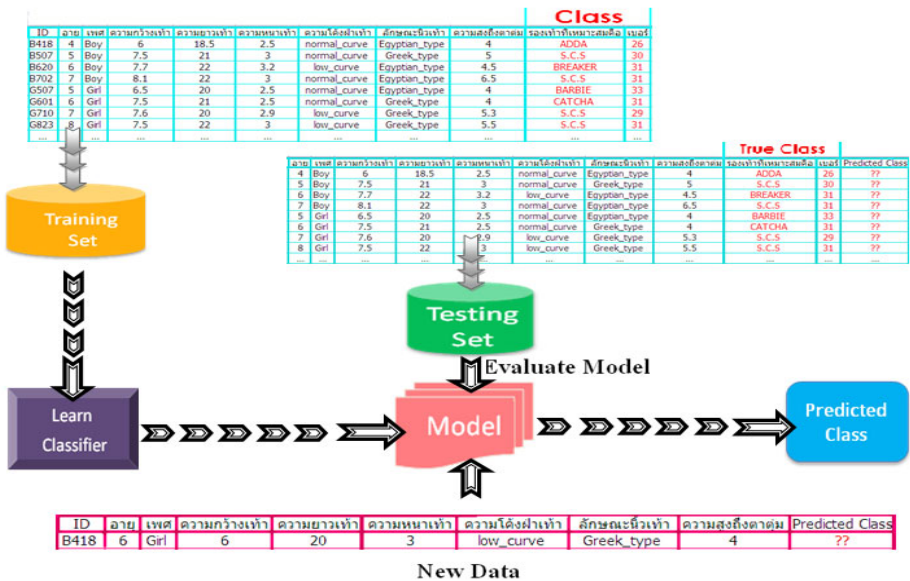 Class
ID อายุ เพศ ความกว้างเท้า ความยาวเท้า ความหนาเท้า ความโค้งฝ่าเท้า ลักษณะนิ้วเท้า ความสูงถึงตาตุ่ม รองเท้าที่เหมาะสมคือ เบอร์
B418 4 Boy 6 18.5 2.5 normal_curve Egyptian_type 4 ADDA 26
B507 5 Boy 7.5 21 3 normal_curve Greek_type 5 S.C.S 30
B620 6 Boy 7.7 22 3.2 low_curve Egyptian_type 4.5 BREAKER 31
B702 7 Boy 8.1 22 3 normal_curve Egyptian_type 6.5 S.C.S 31
G507 5 Girl 6.5 20 2.5 normal_curve Egyptian_type 4 BARBIE 33
G601 6 Girl 7.5 21 2.5 normal_curve Greek_type 4 CATCHA 31
G710 7 Girl 7.6 20 2.9 low_curve Greek_type 5.3 S.C.S 29
G823 8 Girl 7.5 22 3 low_curve Greek_type 5.5 S.C.S 31
... ... ... ... ... ... ... ... ... ... ...
True Class
อายุ เพศ ความกว้างเท้า ความยาวเท้า ความหนาเท้า ความโค้งฝ่าเท้า ลักษณะนิ้วเท้า ความสูงถึงตาตุ่ม รองเท้าที่เหมาะสมคือ เบอร์ Predicted Class
4 Boy 6 18.5 2.5 normal_curve Egyptian_type 4 ADDA 26 ??
5 Boy 7.5 21 3 normal_curve Greek_type 5 S.C.S 30 ??
6 Boy 7.7 22 3.2 low_curve Egyptian_type 4.5 BREAKER 31 ??
7 Boy 8.1 22 3 normal_curve Egyptian_type 6.5 S.C.S 31 ??
5 Girl 6.5 20 2.5 normal_curve Egyptian_type 4 BARBIE 33 ??
6 Girl 7.5 21 2.5 normal_curve Greek_type 4 CATCHA 31 ??
7 Girl 7.6 20 2.9 low_curve Greek_type 5.3 S.C.S 29 ??
8 Girl 7.5 22 3 low_curve Greek_type 5.5 S.C.S 31 ??
... ... ... ... ... ... ... ... ... ... ...
Training
Set
Testing
Set
Evaluate Model
Learn
Classifier
Model
Predicted
Class
ID อายุ เพศ ความกว้างเท้า ความยาวเท้า ความหนาเท้า ความโค้งฝ่าเท้า ลักษณะนิ้วเท้า ความสูงถึงตาตุ่ม Predicted Class
B418 6 Girl 6 20 3 low_curve Greek_type 4 ??
New Data